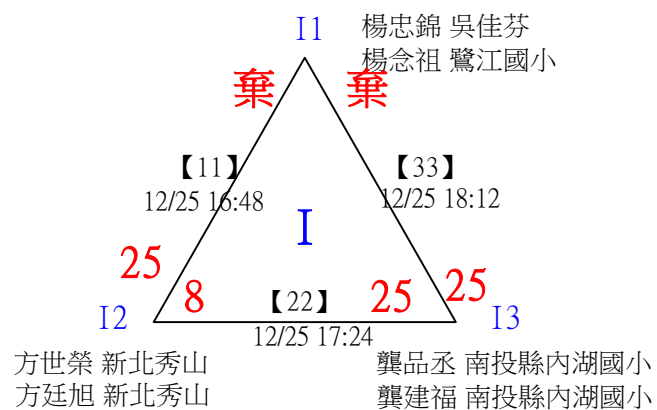 I1
楊忠錦 吳佳芬
楊念祖 鷺江國小
棄 棄
【11】
12/25 16:48
【33】
12/25 18:12
I
25
8
【22】
12/25 17:24
25
25
I2
I3
方世榮 新北秀山
方廷旭 新北秀山
龔品丞 南投縣內湖國小
龔建福 南投縣內湖國小